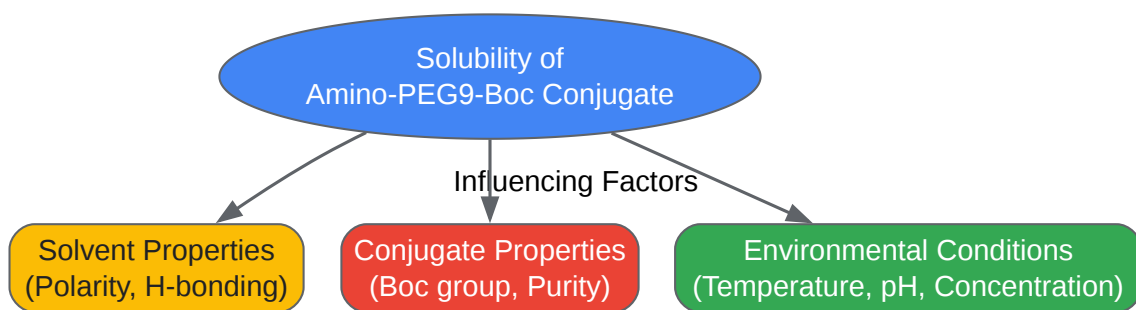 Solubility of
Amino-PEG9-Boc Conjugate
Influencing Factors
Solvent Properties
(Polarity, H-bonding)
Conjugate Properties
(Boc group, Purity)
Environmental Conditions
(Temperature, pH, Concentration)